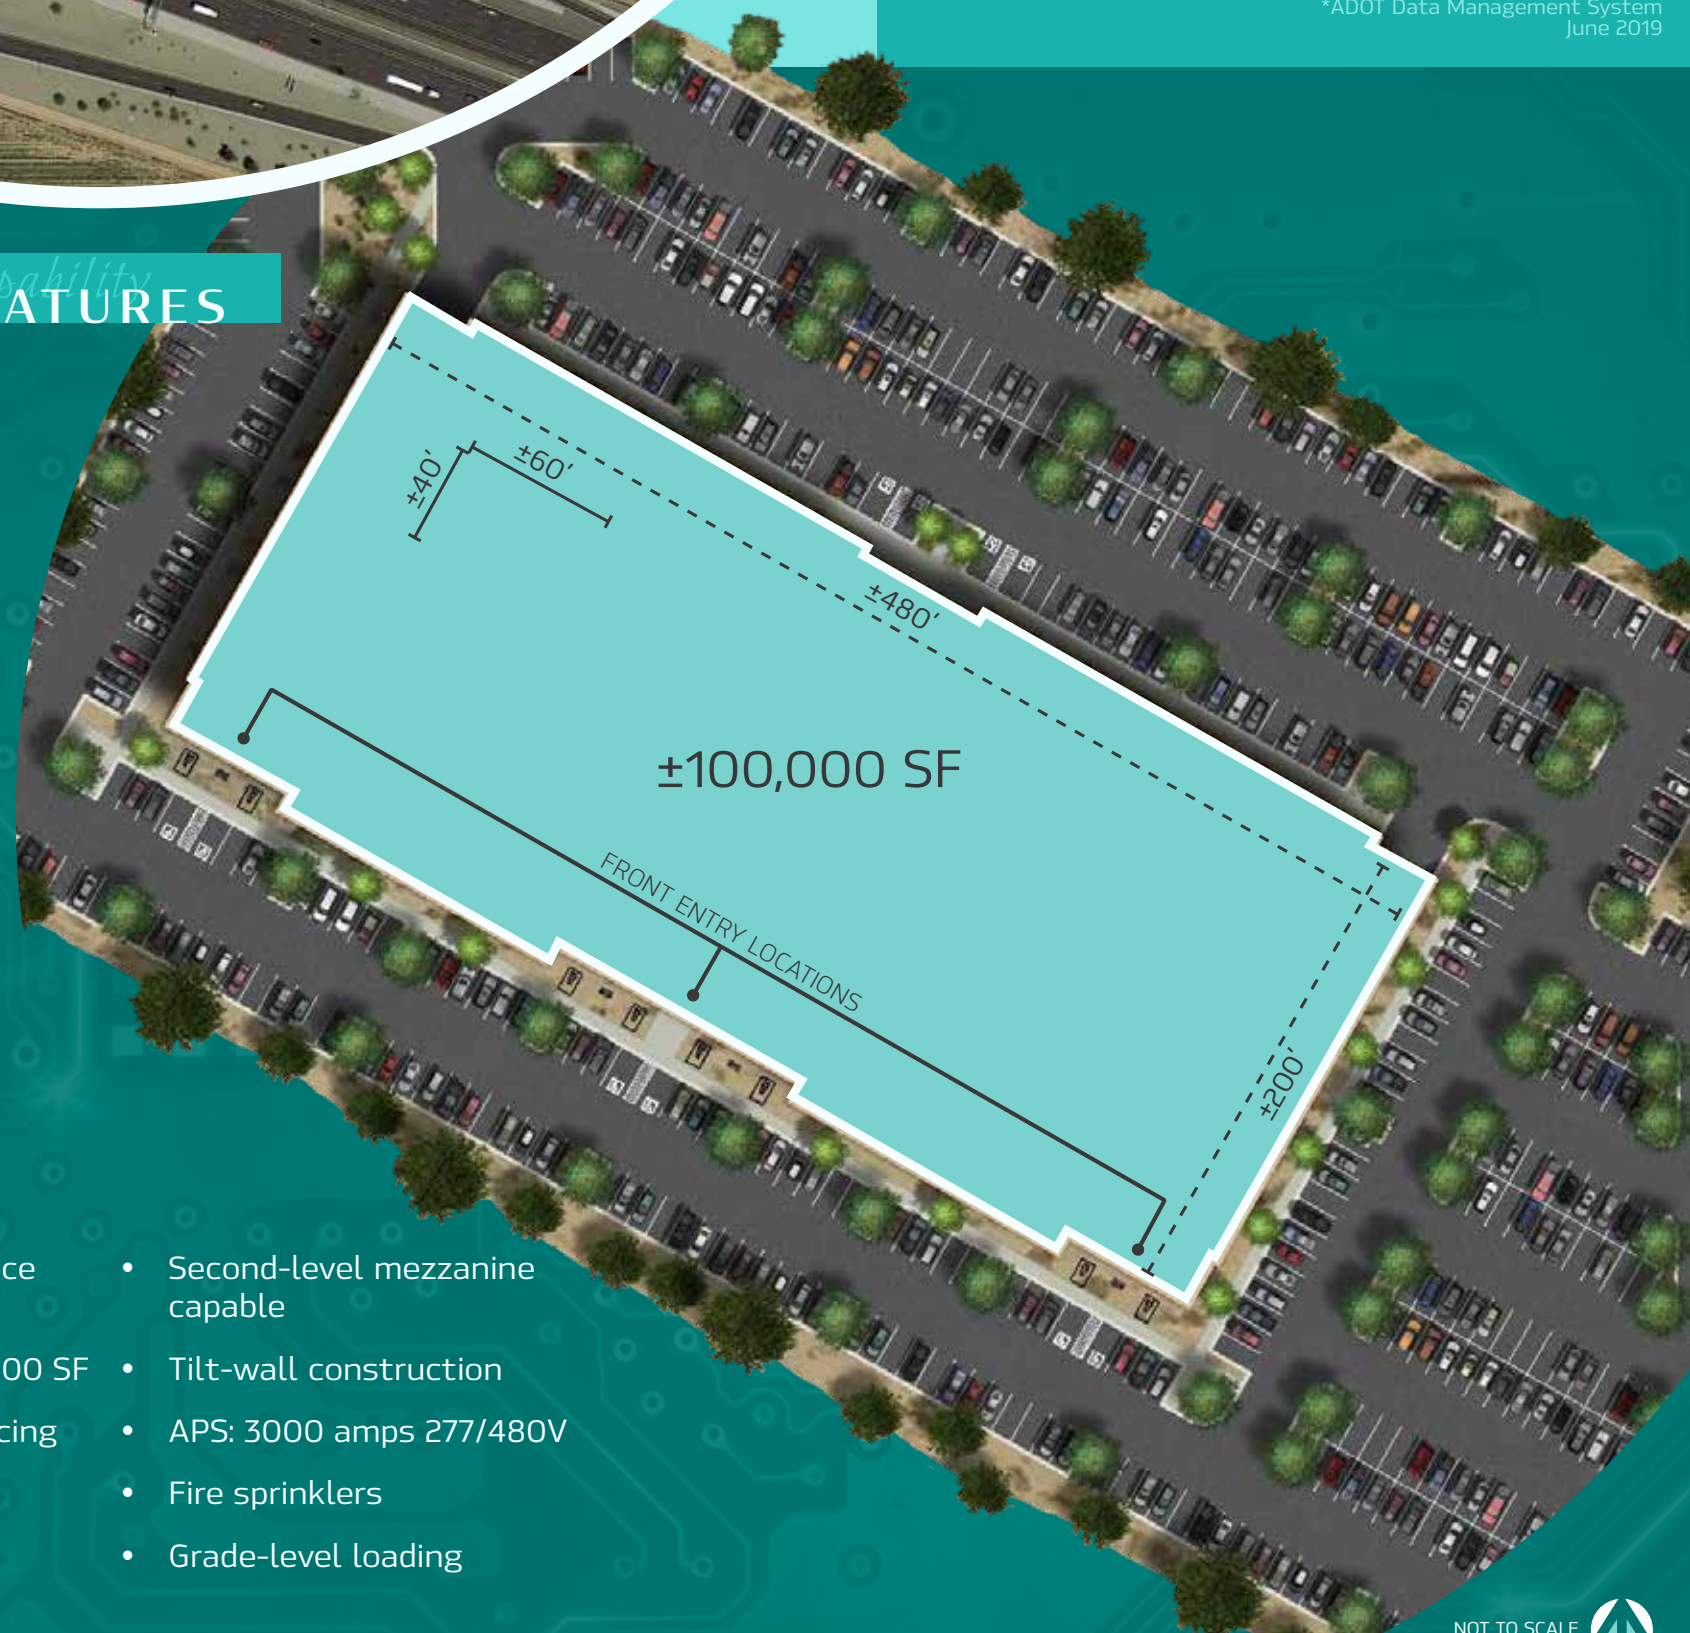 *ADOT Data Management System
June 2019
sability
ATURES
±40’
±60’
±480’
±100,000 SF
FRONT ENTRY LOCATIONS
±200’
ce
00 SF
cing
• Second-level mezzanine
capable
• Tilt-wall construction
• APS: 3000 amps 277/480V
• Fire sprinklers
• Grade-level loading
NOT TO SCALE